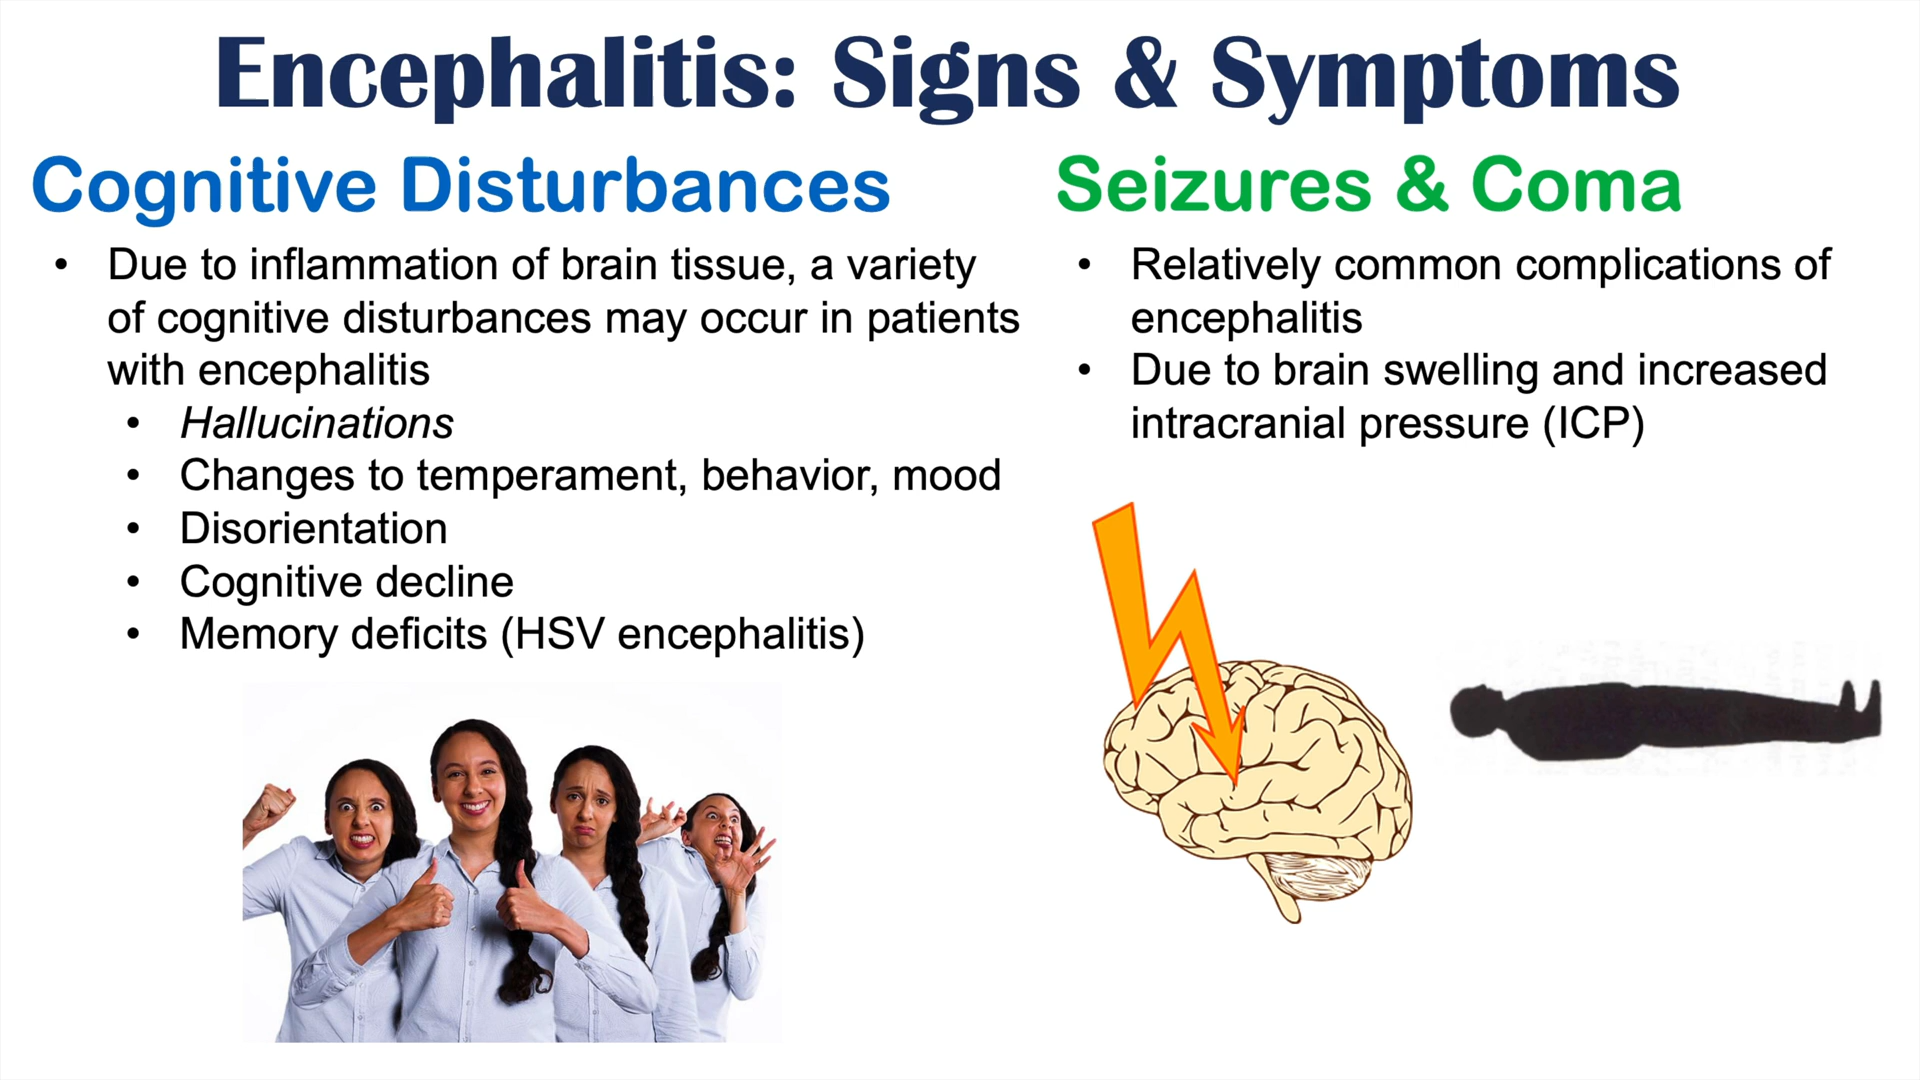 Encephalitis: Signs & Symptoms
Cognitive Disturbances
• Due to inflammation of brain tissue, a variety
of cognitive disturbances may occur in patients
with encephalitis
• Hallucinations
• Changes to temperament, behavior, mood
• Disorientation
• Cognitive decline
• Memory deficits (HSV encephalitis)
Seizures & Coma
• Relatively common complications of
encephalitis
• Due to brain swelling and increased
intracranial pressure (ICP)